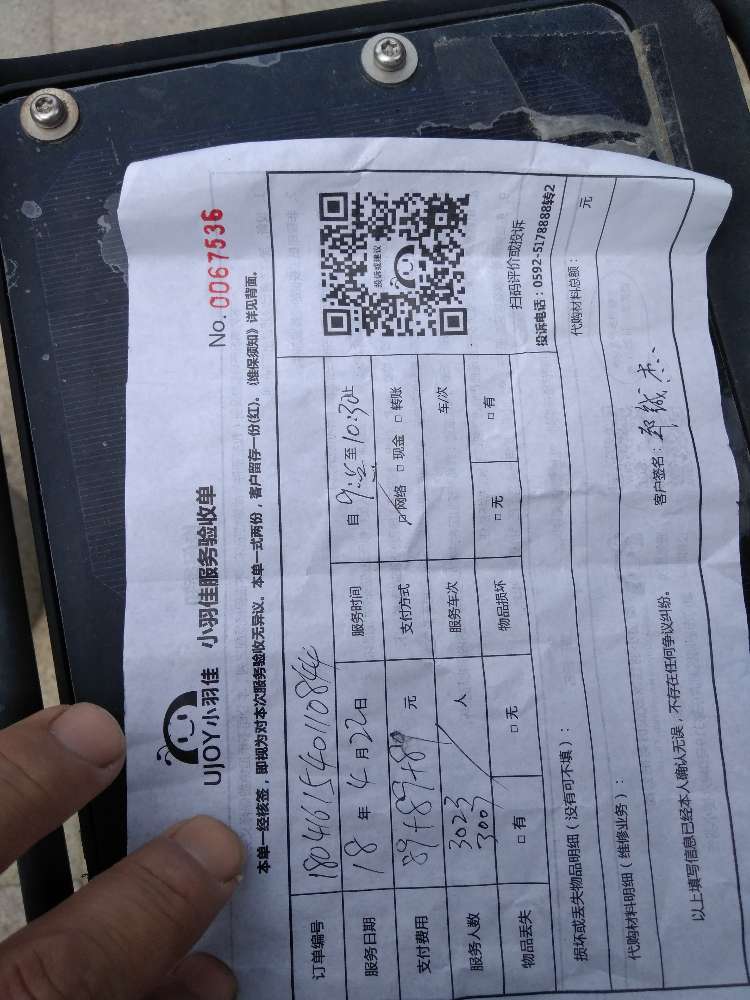 UJOY小羽佳 小羽佳服务验收单 No. 0067536
本单一经核签，即视为对本次服务验收无异议。本单一式两份，客户留存一份(红)。《维保须知》详见背面。
订单编号
服务日期 18 年 4 月 22 日 服务时间 自 至 10:30 止
支付费用 89+89+89 元 支付方式 □ 网络 □ 现金 □ 转账
服务人数 3023 3007 人 服务车次 车/次
物品丢失 □ 有 □ 无 物品损坏 □ 无 □ 有
投诉或建议
扫码评价或投诉
投诉电话：0592-5178888转2
损坏或丢失物品明细（没有可不填）：
代购材料明细（维修业务）： 代购材料总额： 元
以上填写信息已经本人确认无误，不存在任何争议纠纷。
客户签名：